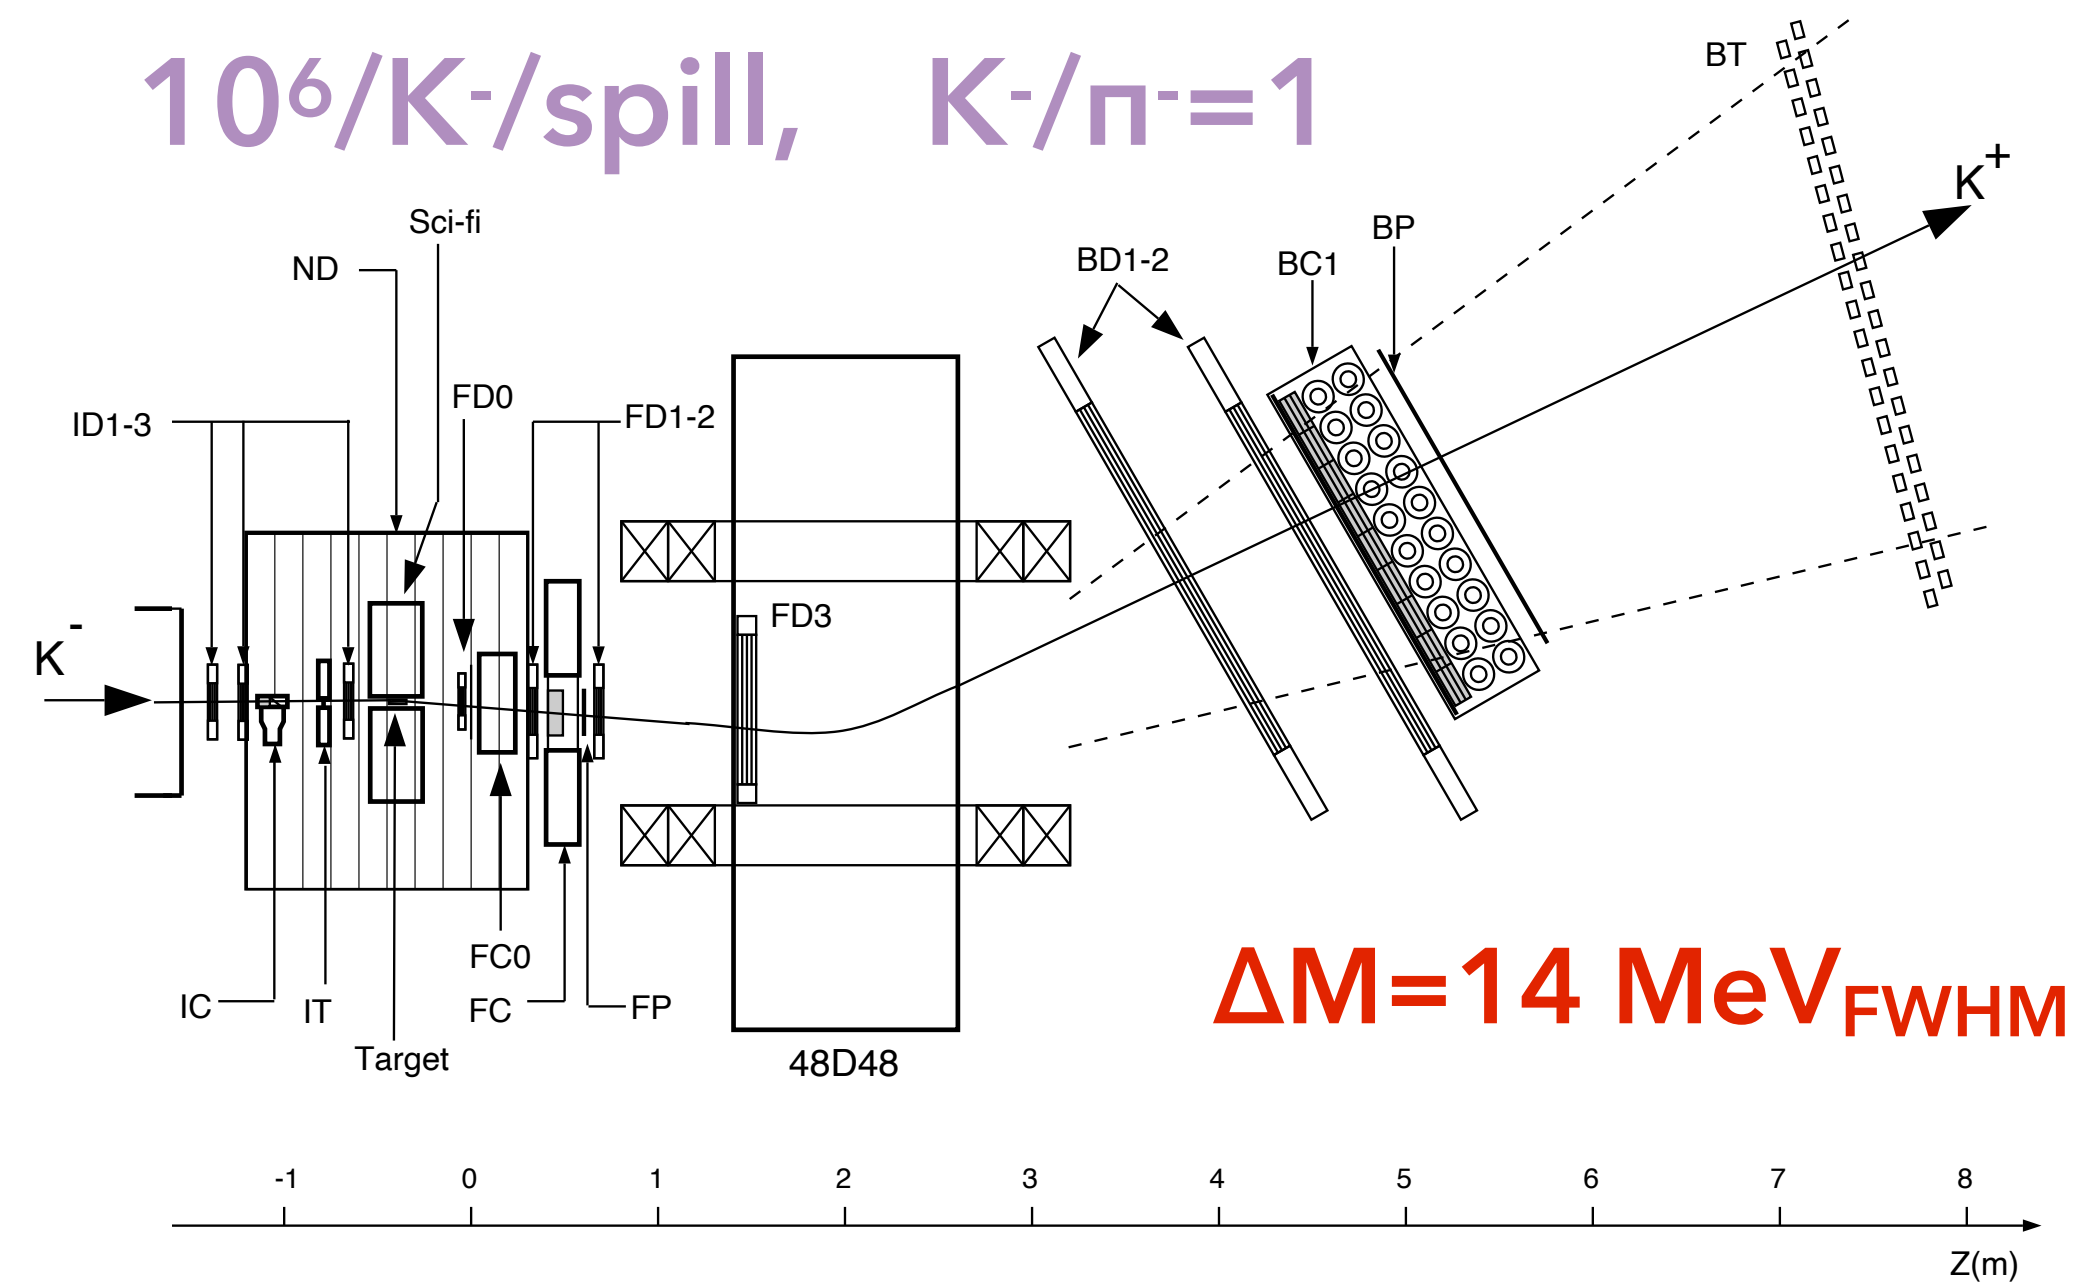 10⁶/K⁻/spill, K⁻/π⁻=1
BT
K⁺
Sci-fi
BP
ND
BD1-2
BC1
FD0
ID1-3
FD1-2
FD3
K⁻
FC0
IC
IT
FC
FP
ΔM=14 MeV_FWHM
Target
48D48
-1 0 1 2 3 4 5 6 7 8
Z(m)